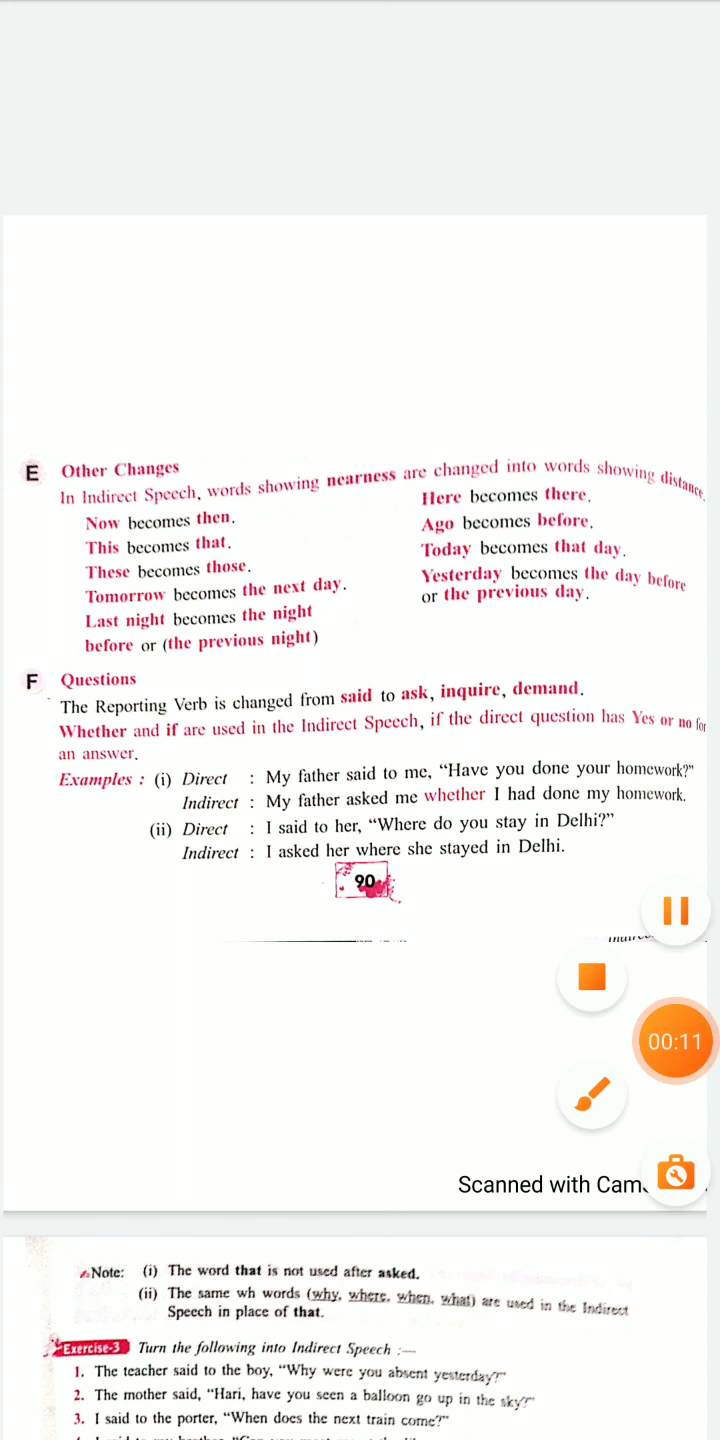 E Other Changes
In Indirect Speech, words showing nearness are changed into words showing distance.
Now becomes then.
Here becomes there.
This becomes that.
Ago becomes before.
These becomes those.
Today becomes that day.
Tomorrow becomes the next day.
Yesterday becomes the day before
or the previous day.
Last night becomes the night
before or (the previous night)
F Questions
The Reporting Verb is changed from said to ask, inquire, demand.
Whether and if are used in the Indirect Speech, if the direct question has Yes or no for
an answer.
Examples : (i) Direct : My father said to me, “Have you done your homework?”
Indirect : My father asked me whether I had done my homework.
(ii) Direct : I said to her, “Where do you stay in Delhi?”
Indirect : I asked her where she stayed in Delhi.
90
00:11
Scanned with Cam
Note: (i) The word that is not used after asked.
(ii) The same wh words (why, where, when, what) are used in the Indirect
Speech in place of that.
Exercise-3 Turn the following into Indirect Speech :—
1. The teacher said to the boy, “Why were you absent yesterday?”
2. The mother said, “Hari, have you seen a balloon go up in the sky?”
3. I said to the porter, “When does the next train come?”